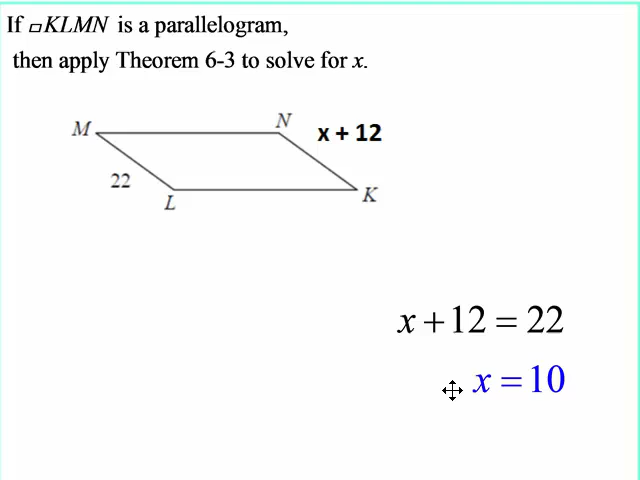 If ▱KLMN is a parallelogram,
then apply Theorem 6-3 to solve for x.
M
N
x + 12
22
L
K
x + 12 = 22
x = 10